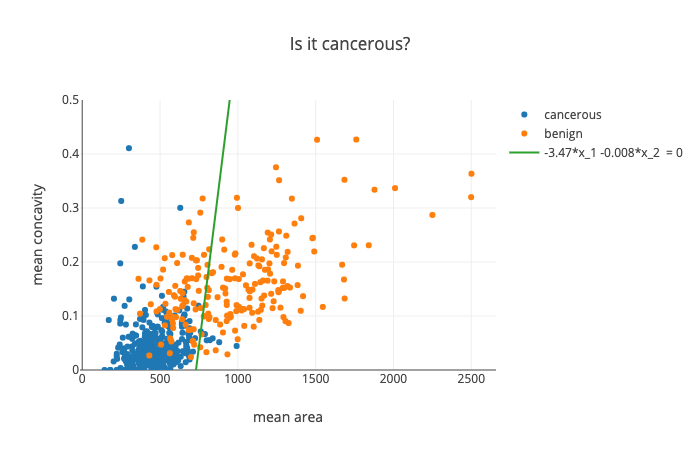 Is it cancerous?
cancerous
benign
-3.47*x_1 -0.008*x_2 = 0
mean concavity
0.5
0.4
0.3
0.2
0.1
0
0 500 1000 1500 2000 2500
mean area